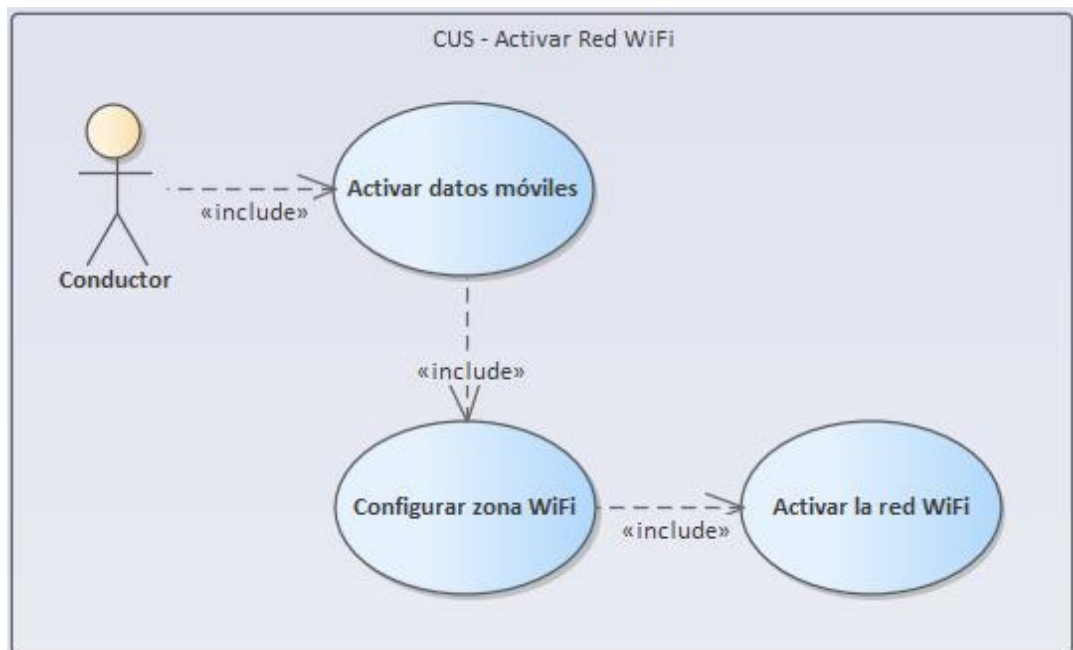 CUS - Activar Red WiFi
Activar datos móviles
«include»
Conductor
«include»
Configurar zona WiFi
Activar la red WiFi
«include»